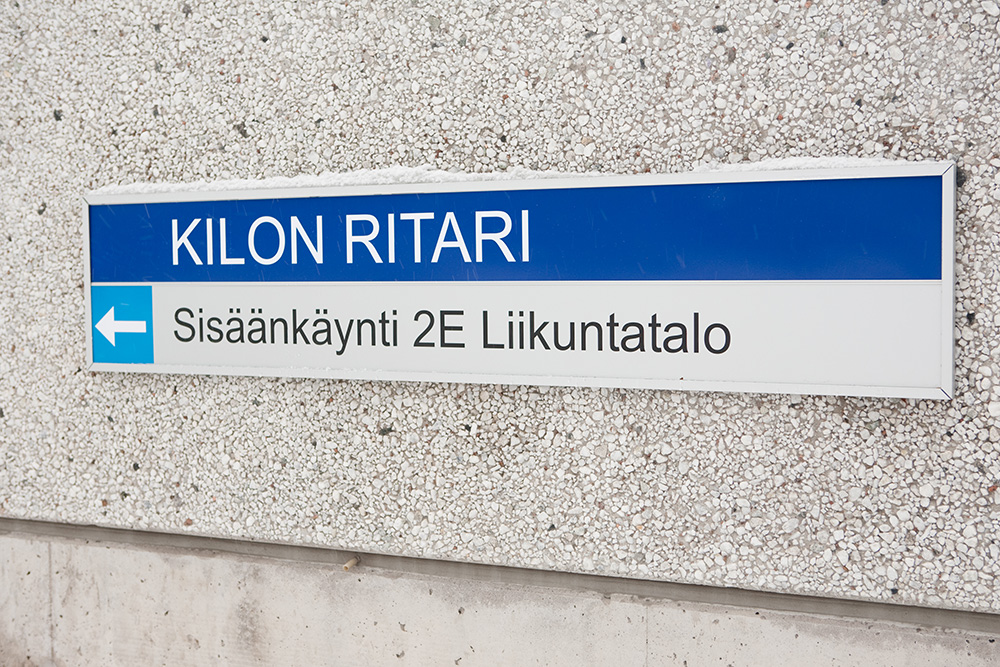 KILON RITARI
Sisäänkäynti 2E Liikuntatalo